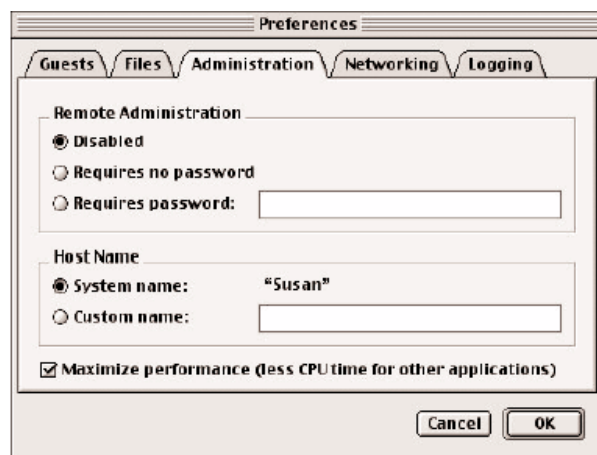 Preferences
Guests Files Administration Networking Logging
Remote Administration
Disabled
Requires no password
Requires password:
Host Name
System name: “Susan”
Custom name:
Maximize performance (less CPU time for other applications)
Cancel OK